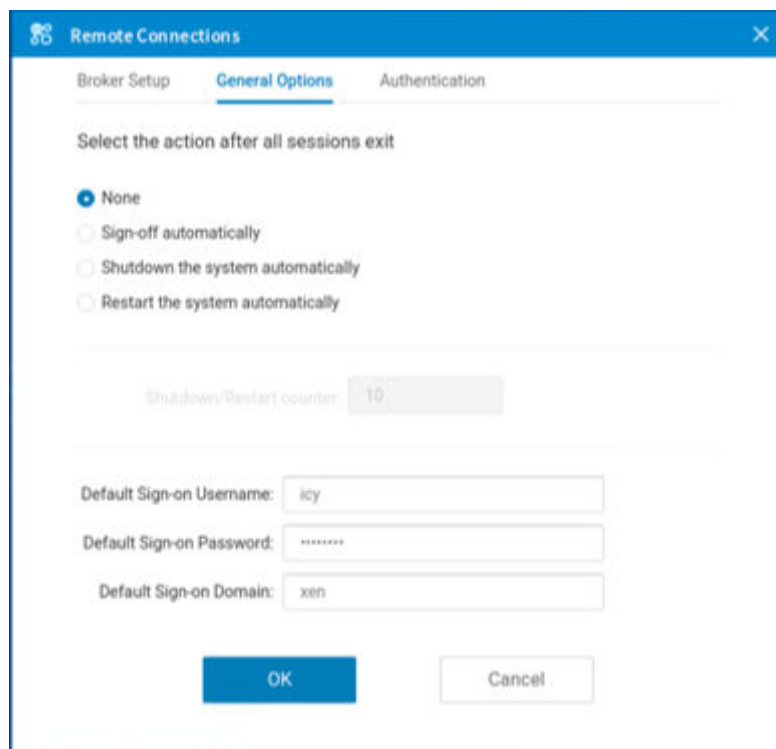 Remote Connections
Broker Setup General Options Authentication
Select the action after all sessions exit
None
Sign-off automatically
Shutdown the system automatically
Restart the system automatically
Shutdown/Restart counter: 10
Default Sign-on Username: icy
Default Sign-on Password: ········
Default Sign-on Domain: xen
OK Cancel